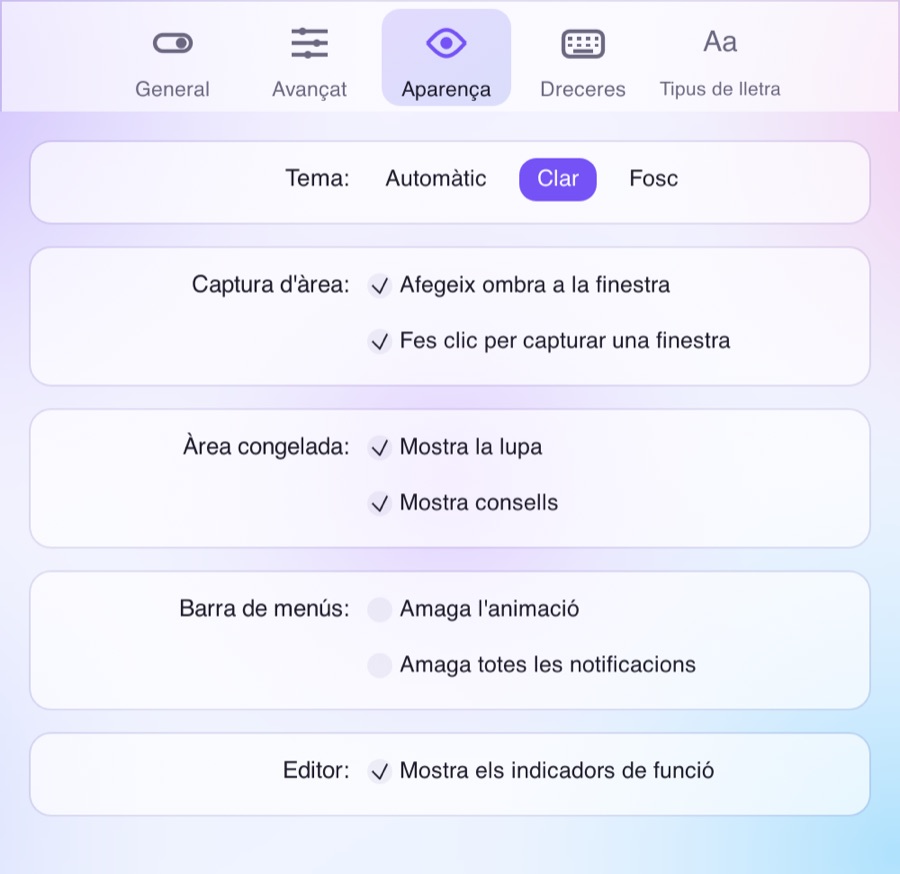 General
Avançat
Aparença
Dreceres
Aa
Tipus de lletra
Tema: Automàtic Clar Fosc
Captura d'àrea: Afegeix ombra a la finestra
Fes clic per capturar una finestra
Àrea congelada: Mostra la lupa
Mostra consells
Barra de menús: Amaga l'animació
Amaga totes les notificacions
Editor: Mostra els indicadors de funció